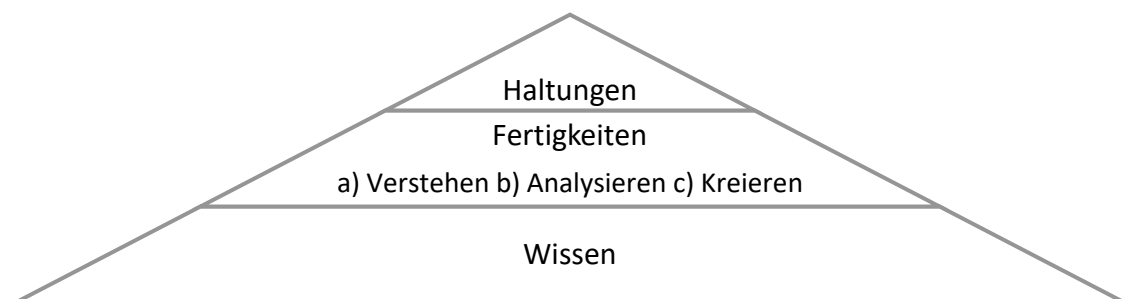 Haltungen
Fertigkeiten
a) Verstehen b) Analysieren c) Kreieren
Wissen